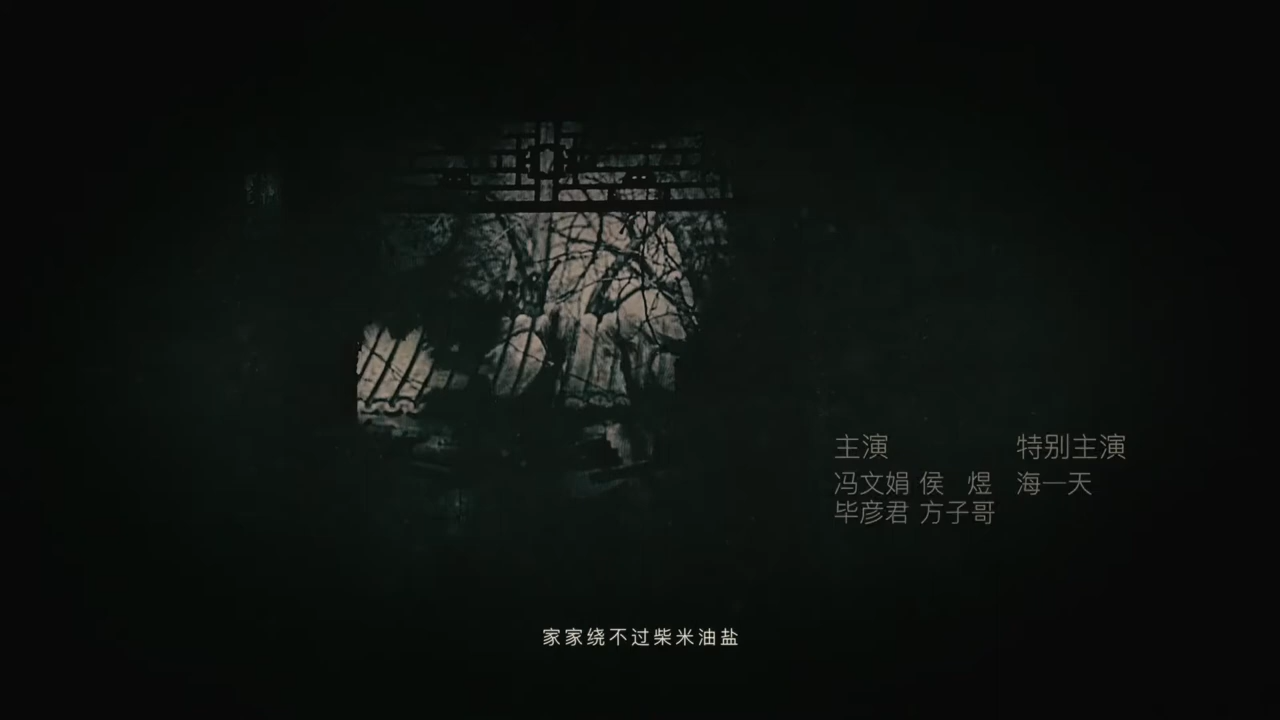 主演
冯文娟 侯 煜
毕彦君 方子哥
特别主演
海一天
家家绕不过柴米油盐